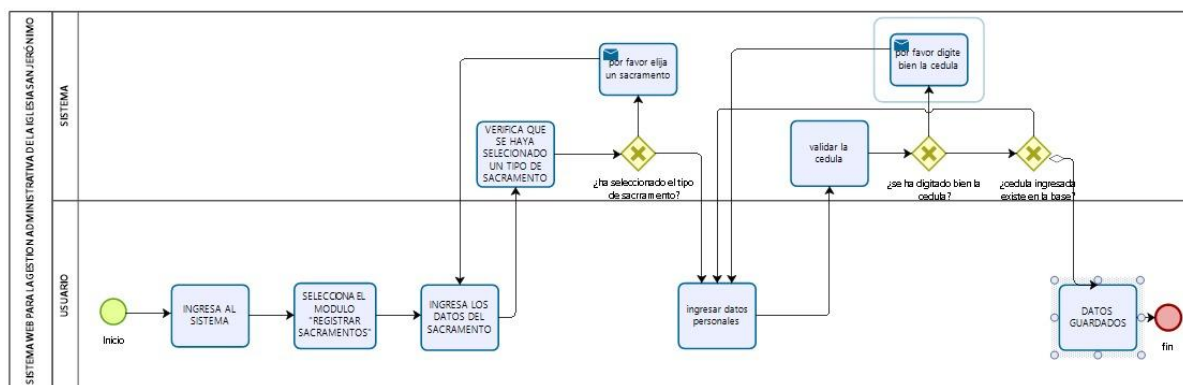 SISTEMA WEB PARA LA GESTION ADMINISTRATIVA DE LA IGLESIA SAN JERÓNIMO
SISTEMA
por favor elija
un sacramento
por favor digite
bien la cedula
VERIFICA QUE
SE HAYA
SELECCIONADO
UN TIPO DE
SACRAMENTO
¿ha seleccionado el tipo
de sacramento?
validar la
cedula
¿se ha digitado bien la
cedula?
¿cedula ingresada
existe en la base?
USUARIO
Inicio
INGRESA AL
SISTEMA
SELECCIONA EL
MODULO
"REGISTRAR
SACRAMENTOS"
INGRESA LOS
DATOS DEL
SACRAMENTO
ingresar datos
personales
DATOS
GUARDADOS
fin